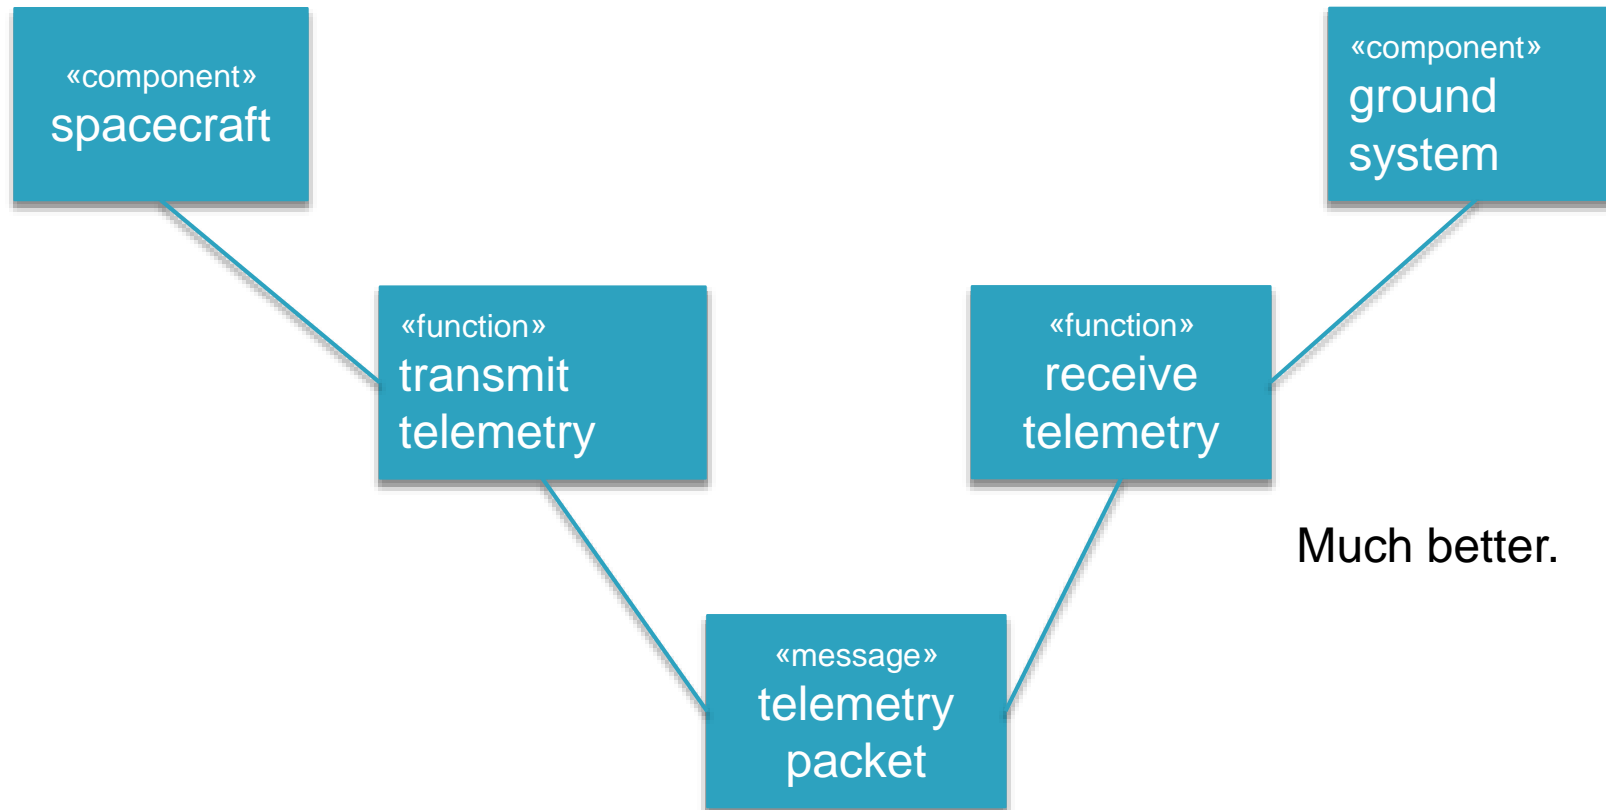 «component»
spacecraft
«component»
ground
system
«function»
transmit
telemetry
«function»
receive
telemetry
Much better.
«message»
telemetry
packet